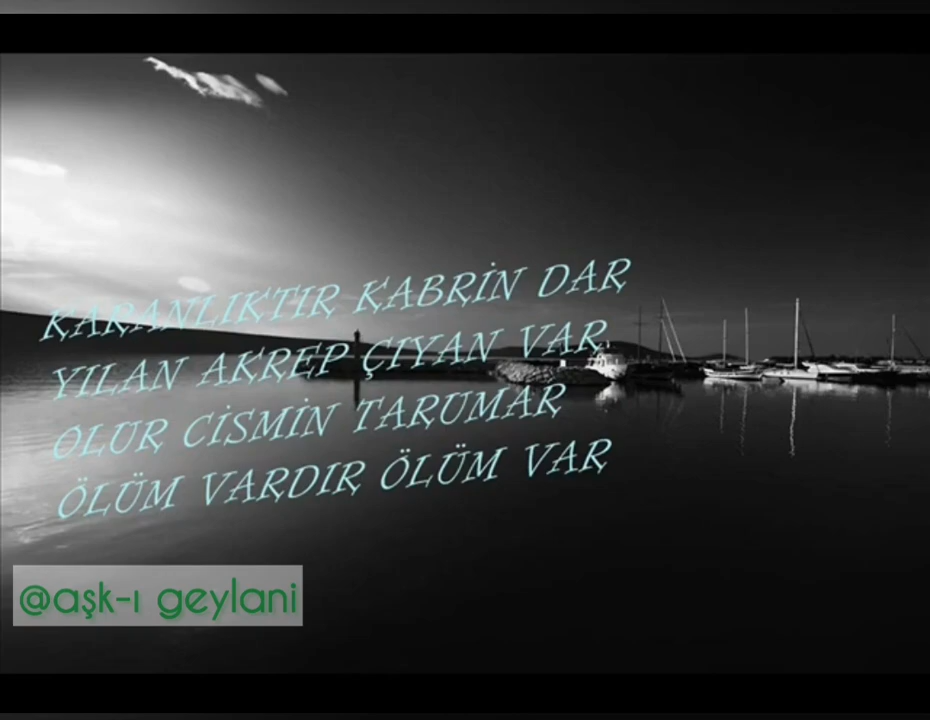 KARANLIKTIR KABRİN DAR
YILAN AKREP ÇIYAN VAR
OLUR CİSMİN TARUMAR
ÖLÜM VARDIR ÖLÜM VAR
@aşk-ı geylani